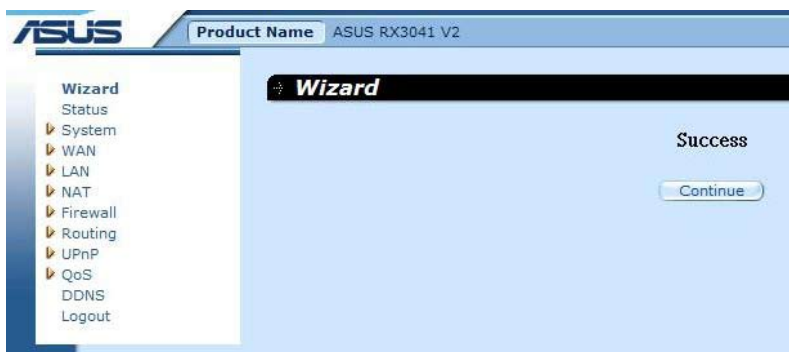 ASUS
Product Name ASUS RX3041 V2
Wizard
Status
System
WAN
LAN
NAT
Firewall
Routing
UPnP
QoS
DDNS
Logout
Wizard
Success
Continue